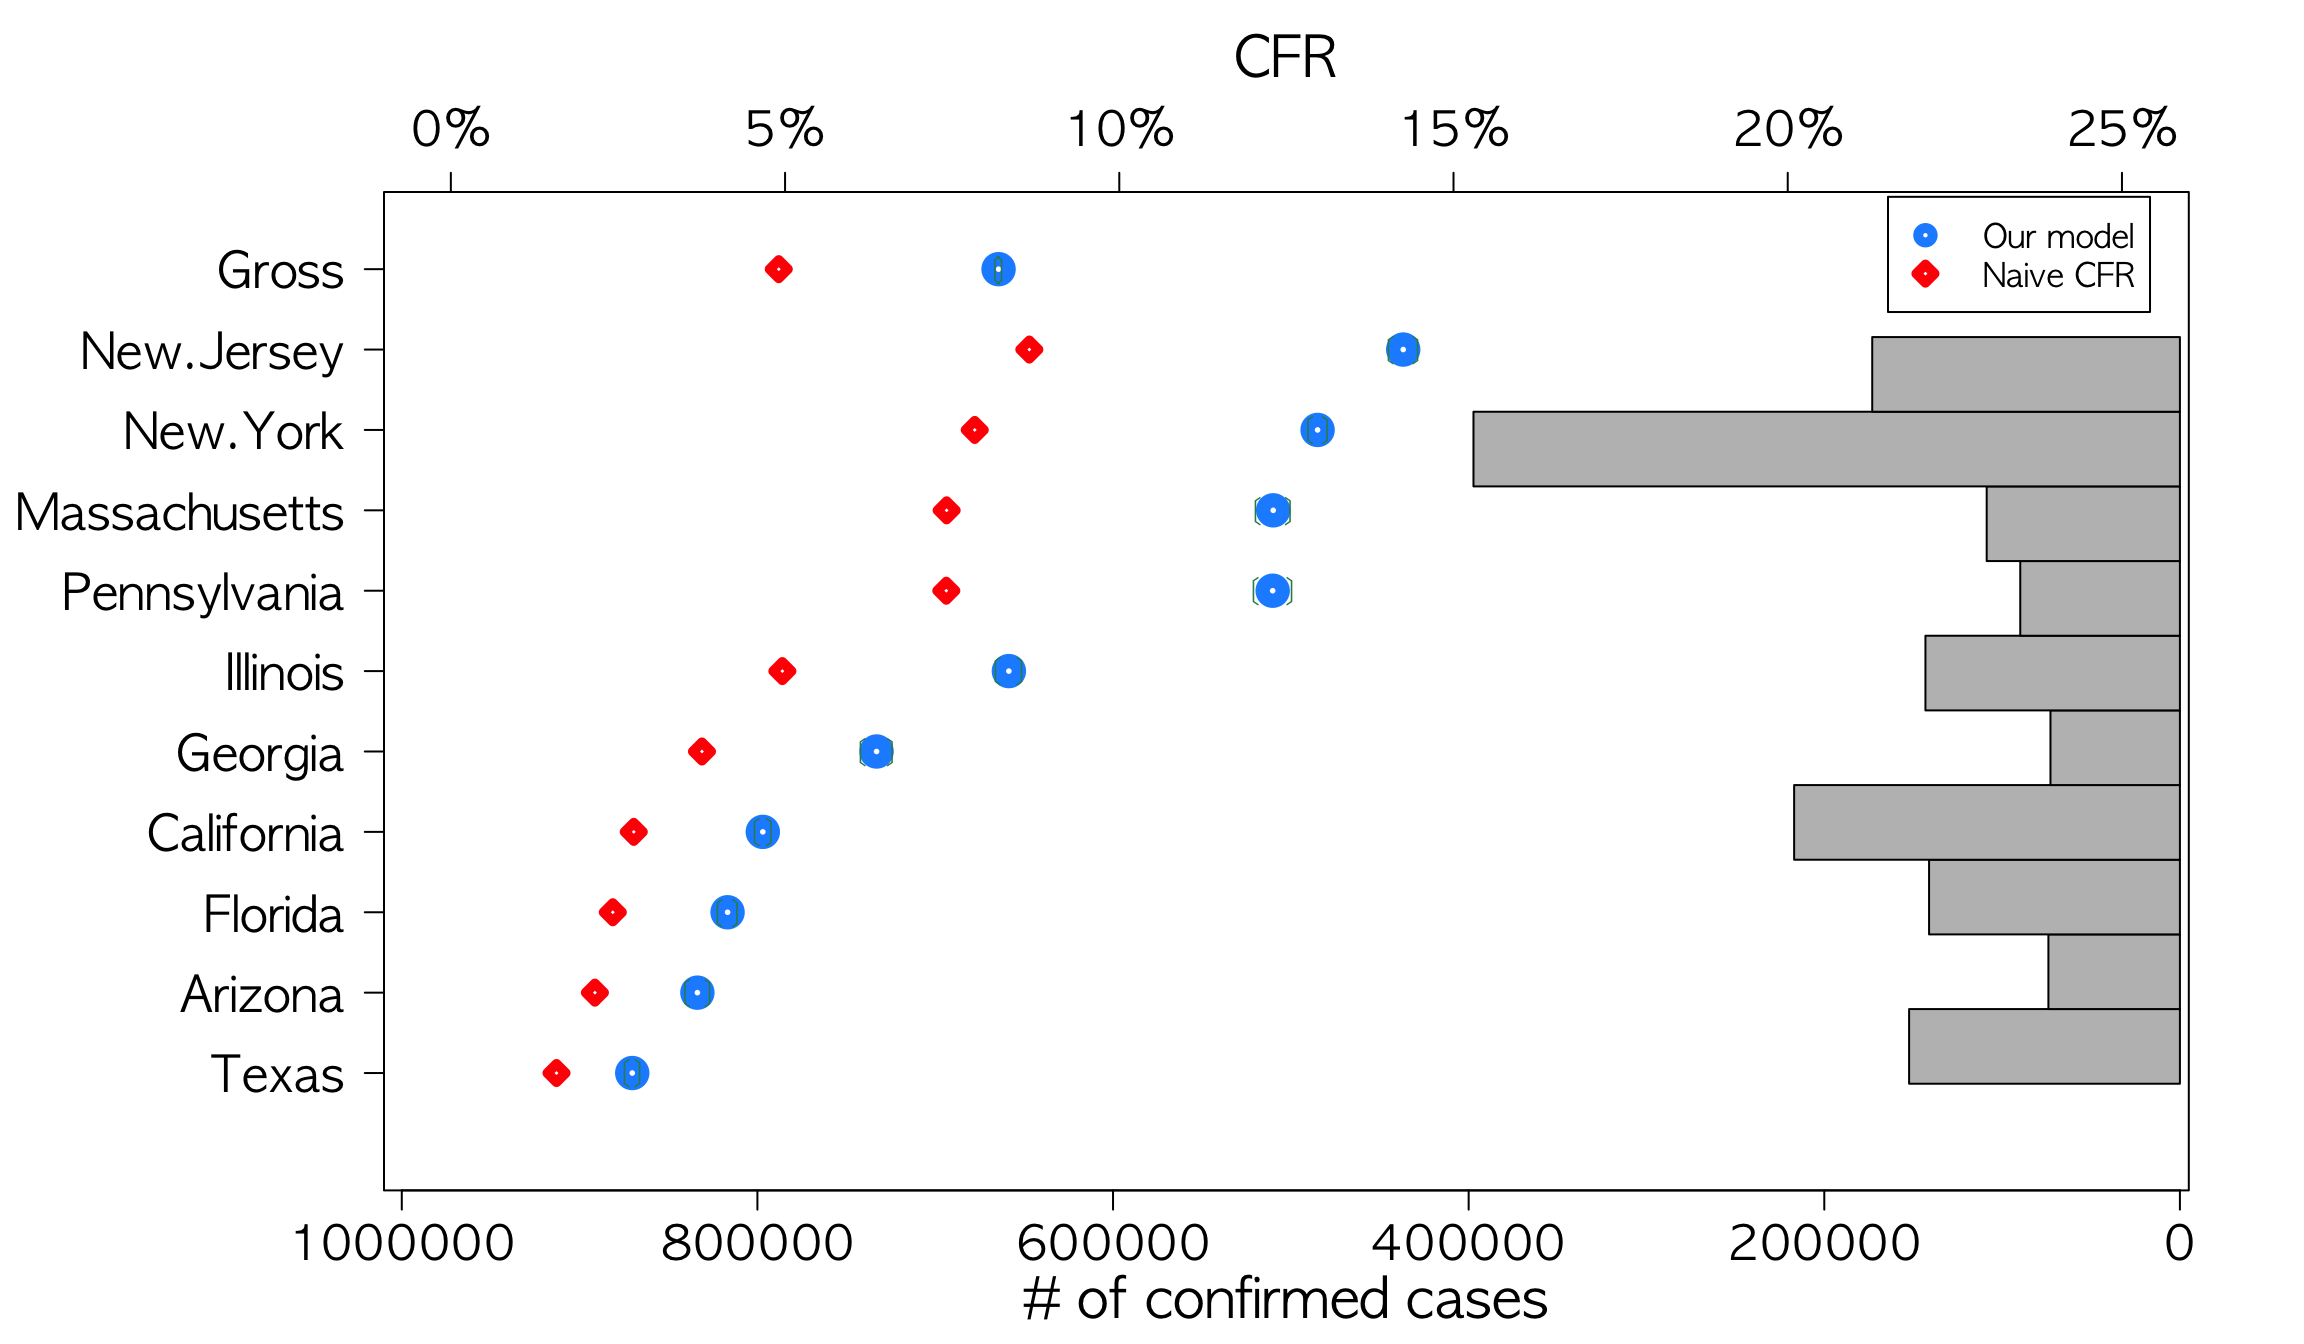 CFR
0% 5% 10% 15% 20% 25%
Our model
Naive CFR
Gross
New.Jersey
New.York
Massachusetts
Pennsylvania
Illinois
Georgia
California
Florida
Arizona
Texas
1000000 800000 600000 400000 200000 0
# of confirmed cases